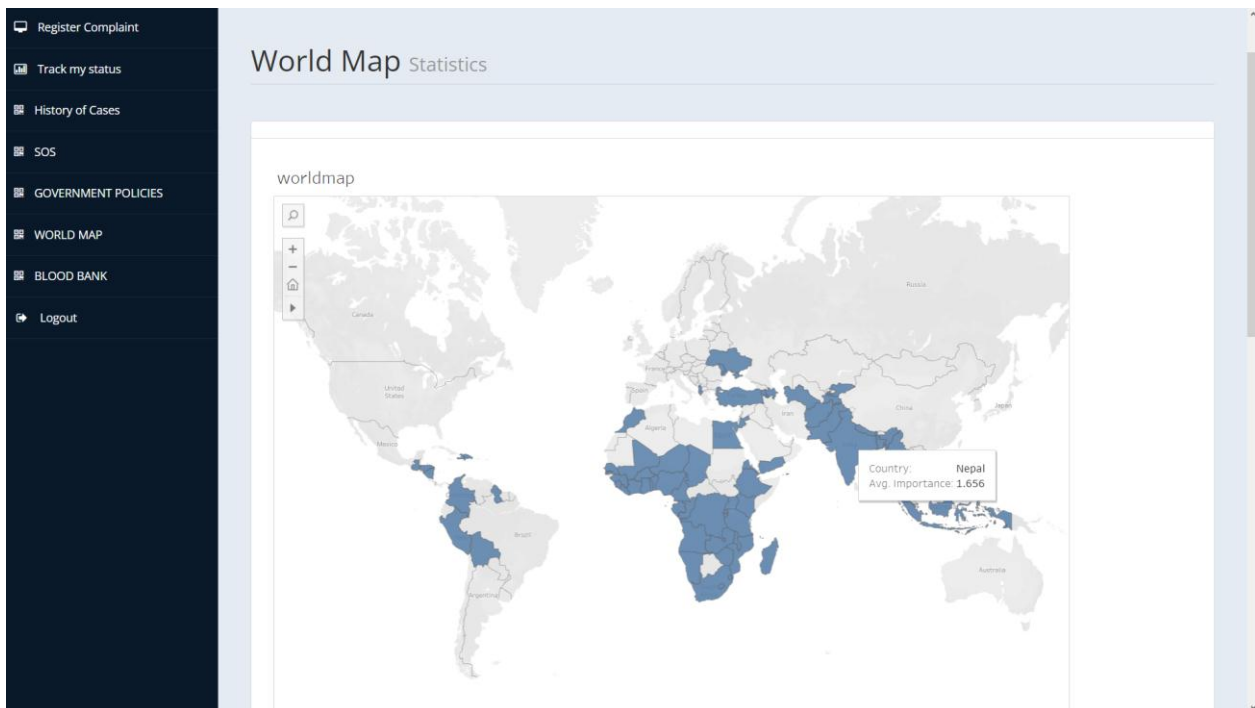 Register Complaint
Track my status
History of Cases
SOS
GOVERNMENT POLICIES
WORLD MAP
BLOOD BANK
Logout
World Map Statistics
worldmap
Russia
Canada
France
United
States
Spain
China
Japan
Iran
Algeria
Mexico
Country: Nepal
Avg. Importance: 1.656
Brazil
Australia
Argentina